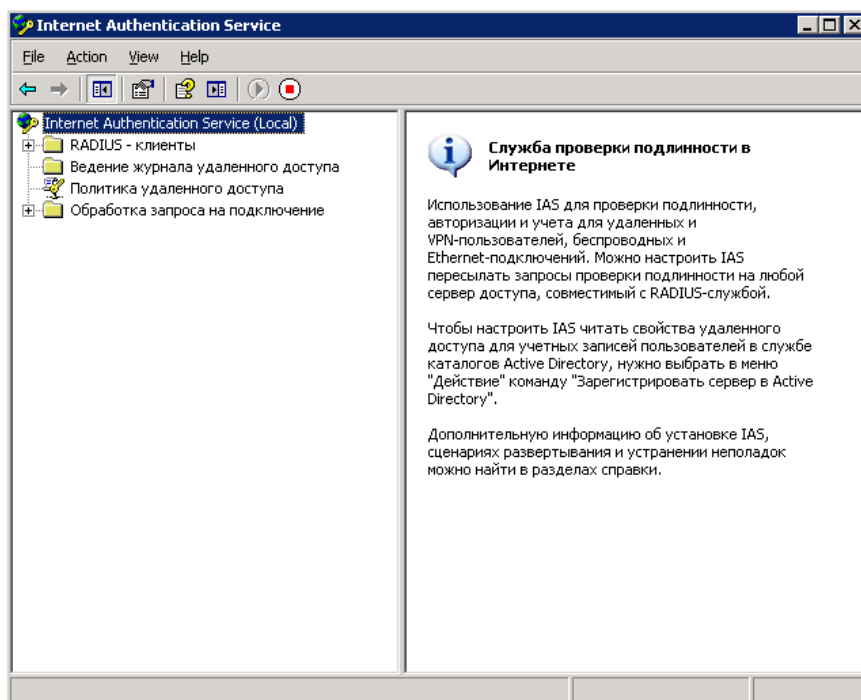 Internet Authentication Service
File Action View Help
Internet Authentication Service (Local)
RADIUS - клиенты
Ведение журнала удаленного доступа
Политика удаленного доступа
Обработка запроса на подключение
Служба проверки подлинности в
Интернете
Использование IAS для проверки подлинности,
авторизации и учета для удаленных и
VPN-пользователей, беспроводных и
Ethernet-подключений. Можно настроить IAS
пересылать запросы проверки подлинности на любой
сервер доступа, совместимый с RADIUS-службой.
Чтобы настроить IAS читать свойства удаленного
доступа для учетных записей пользователей в службе
каталогов Active Directory, нужно выбрать в меню
"Действие" команду "Зарегистрировать сервер в Active
Directory".
Дополнительную информацию об установке IAS,
сценариях развертывания и устранении неполадок
можно найти в разделах справки.